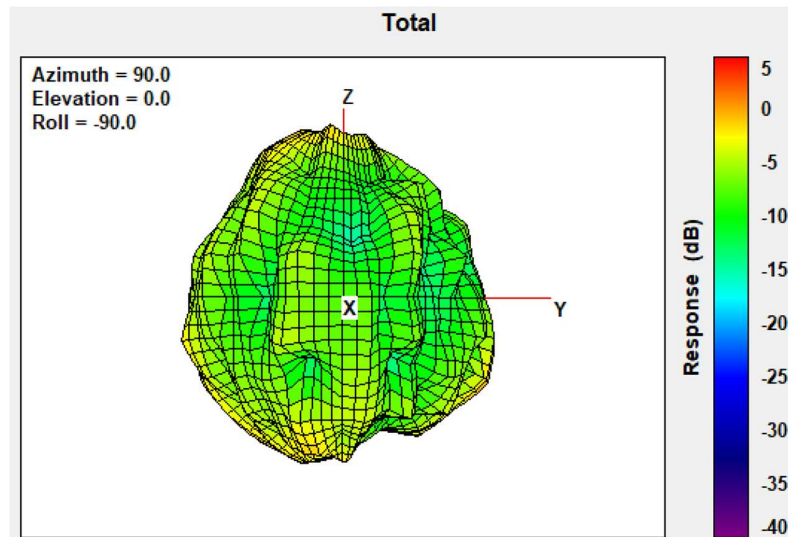 Total
Azimuth = 90.0
Elevation = 0.0
Roll = -90.0
Z
X
Y
Response (dB)
5
0
-5
-10
-15
-20
-25
-30
-35
-40